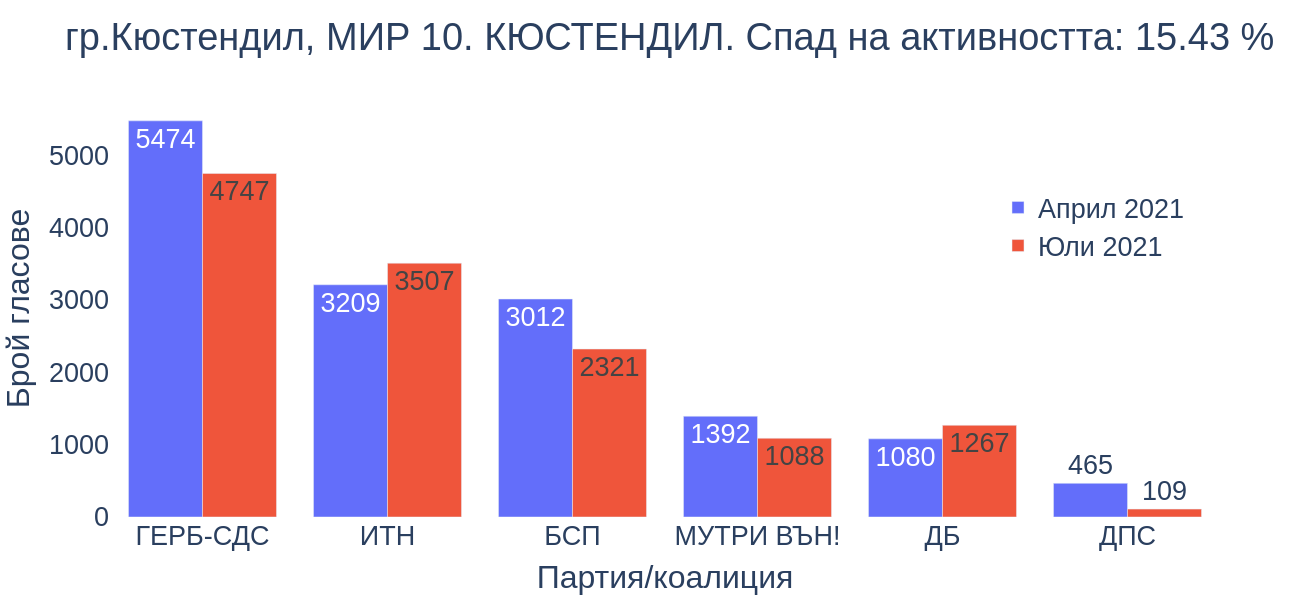 гр.Кюстендил, МИР 10. КЮСТЕНДИЛ. Спад на активността: 15.43 %
Брой гласове
5000
4000
3000
2000
1000
0
5474
4747
3209
3507
3012
2321
1392
1088
1080
1267
465
109
Април 2021
Юли 2021
ГЕРБ-СДС
ИТН
БСП
МУТРИ ВЪН!
ДБ
ДПС
Партия/коалиция